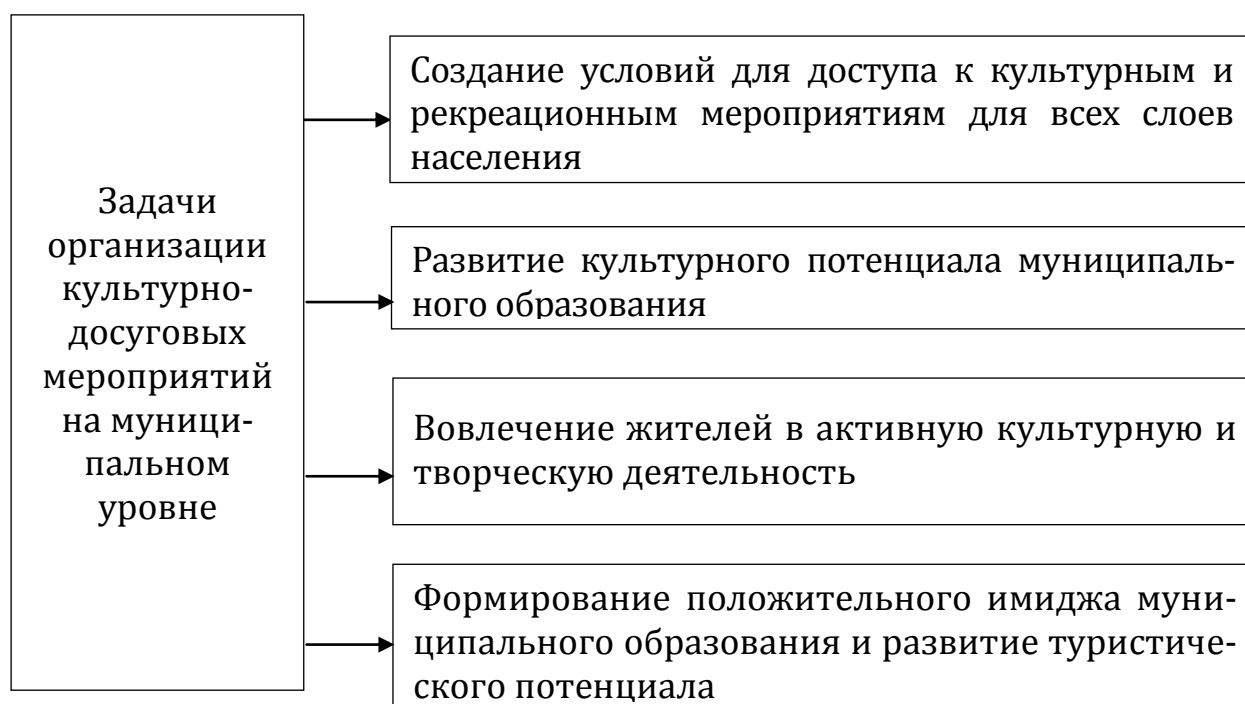 Задачи
организации
культурно-
досуговых
мероприятий
на муници-
пальном
уровне
Создание условий для доступа к культурным и
рекреационным мероприятиям для всех слоев
населения
Развитие культурного потенциала муниципаль-
ного образования
Вовлечение жителей в активную культурную и
творческую деятельность
Формирование положительного имиджа муни-
ципального образования и развитие туристиче-
ского потенциала